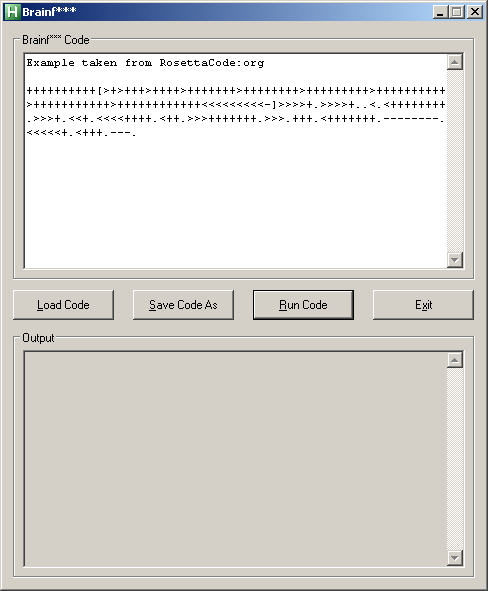 Brainf***
Brainf*** Code
Example taken from RosettaCode:org
++++++++++[>+>+++>++++>+++++++>++++++++>+++++++++>++++++++++
>+++++++++++>++++++++++++<<<<<<<<<-]>>>>+.>>>>+..<.<++++++++
.>>>+.<<+.<<<<++++.<++.>>>+++++++.>>>.+++.<+++++++.--------.
<<<<<+.<+++.---.
Load Code Save Code As Run Code Exit
Output